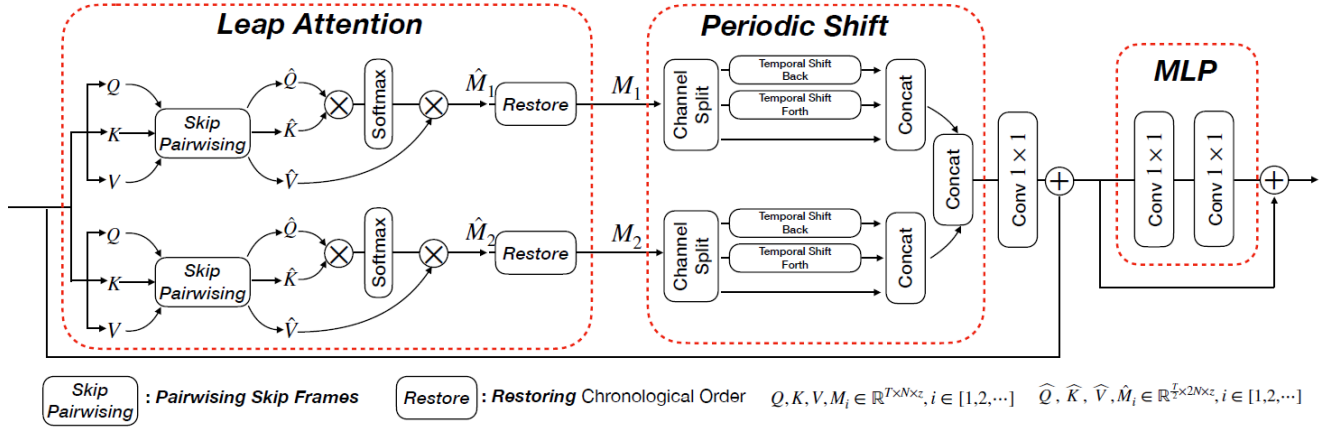 Leap Attention
Periodic Shift
MLP
Q
K
V
Skip
Pairwising
Q̂
K̂
V̂
Softmax
M̂₁
Restore
M₁
Channel
Split
Temporal Shift
Back
Temporal Shift
Forth
Concat
Q
K
V
Skip
Pairwising
Q̂
K̂
V̂
Softmax
M̂₂
Restore
M₂
Channel
Split
Temporal Shift
Back
Temporal Shift
Forth
Concat
Concat
Conv 1 × 1
Conv 1 × 1
Conv 1 × 1
Skip
Pairwising
: Pairwising Skip Frames
Restore
: Restoring Chronological Order
Q, K, V, Mᵢ ∈ ℝ^{T×N×z}, i ∈ [1,2,⋯]
Q̂, K̂, V̂, M̂ᵢ ∈ ℝ^{\frac{T}{2}×2N×z}, i ∈ [1,2,⋯]